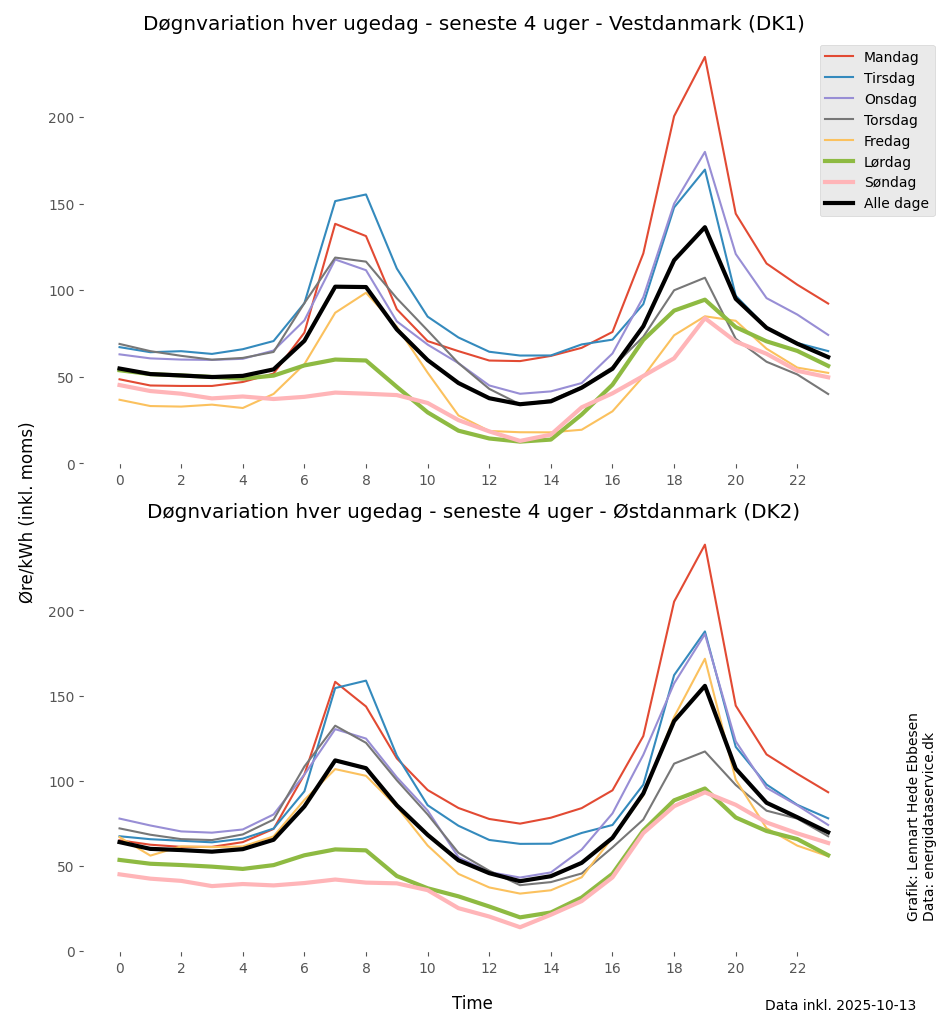 Døgnvariation hver ugedag - seneste 4 uger - Vestdanmark (DK1)
Mandag
Tirsdag
Onsdag
Torsdag
Fredag
Lørdag
Søndag
Alle dage
200
150
100
50
0
0 2 4 6 8 10 12 14 16 18 20 22
Øre/kWh (inkl. moms)
Døgnvariation hver ugedag - seneste 4 uger - Østdanmark (DK2)
200
150
100
50
0
0 2 4 6 8 10 12 14 16 18 20 22
Time
Grafik: Lennart Hede Ebbesen
Data: energidataservice.dk
Data inkl. 2025-10-13